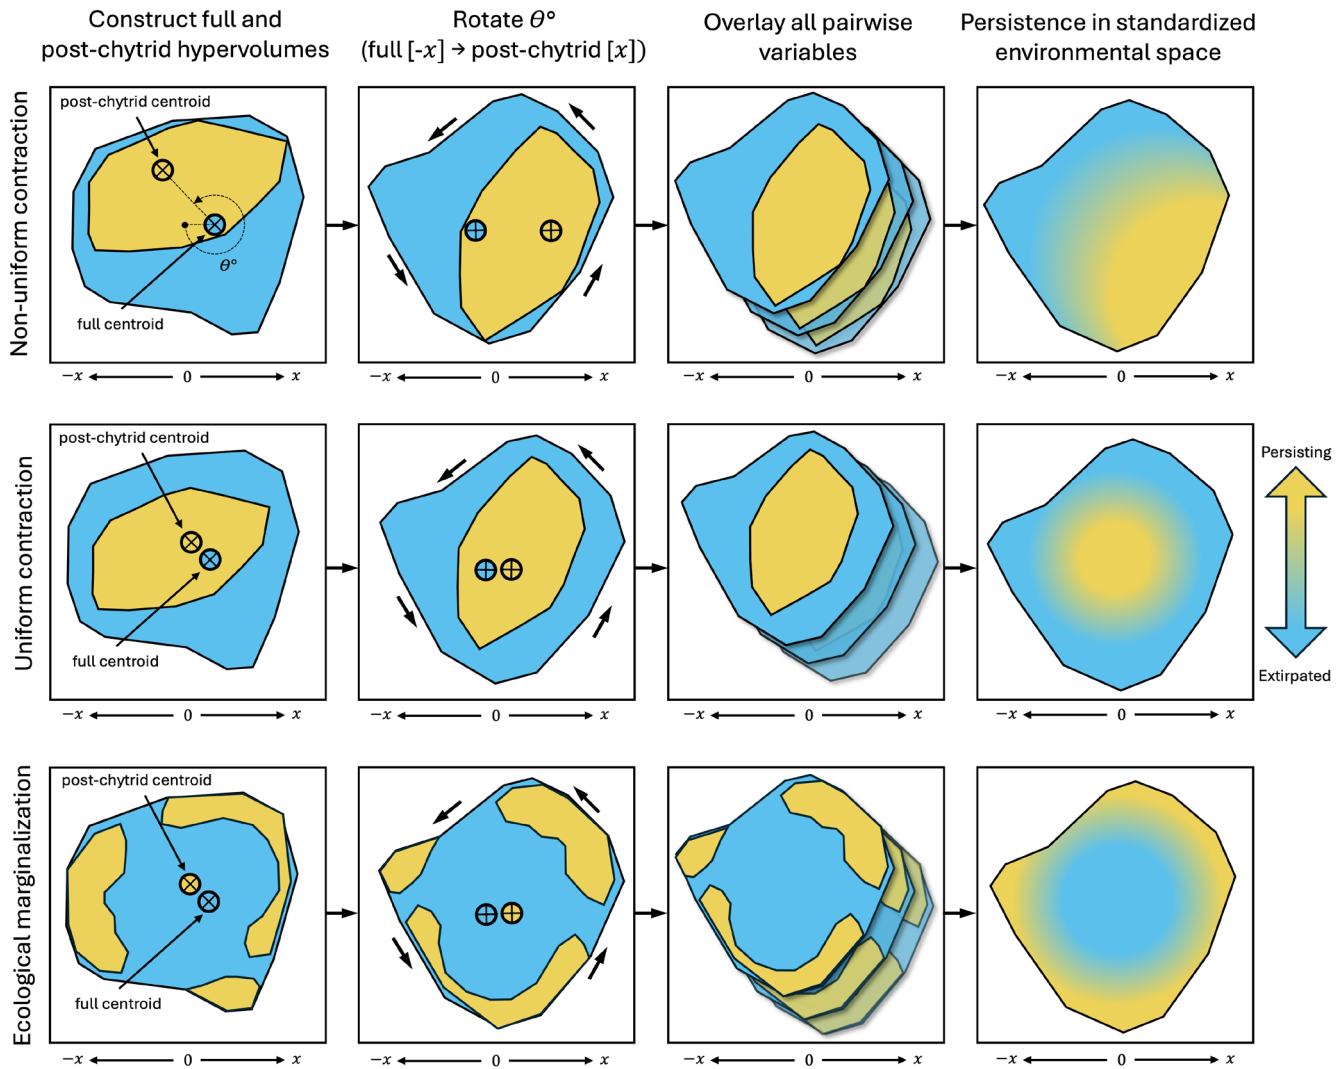 Construct full and
post-chytrid hypervolumes
Rotate θ°
(full [-x] → post-chytrid [x])
Overlay all pairwise
variables
Persistence in standardized
environmental space
Non-uniform contraction
post-chytrid centroid
θ°
full centroid
−x 0 x
−x 0 x
−x 0 x
−x 0 x
Uniform contraction
post-chytrid centroid
full centroid
−x 0 x
−x 0 x
−x 0 x
−x 0 x
Persisting
Extirpated
Ecological marginalization
post-chytrid centroid
full centroid
−x 0 x
−x 0 x
−x 0 x
−x 0 x